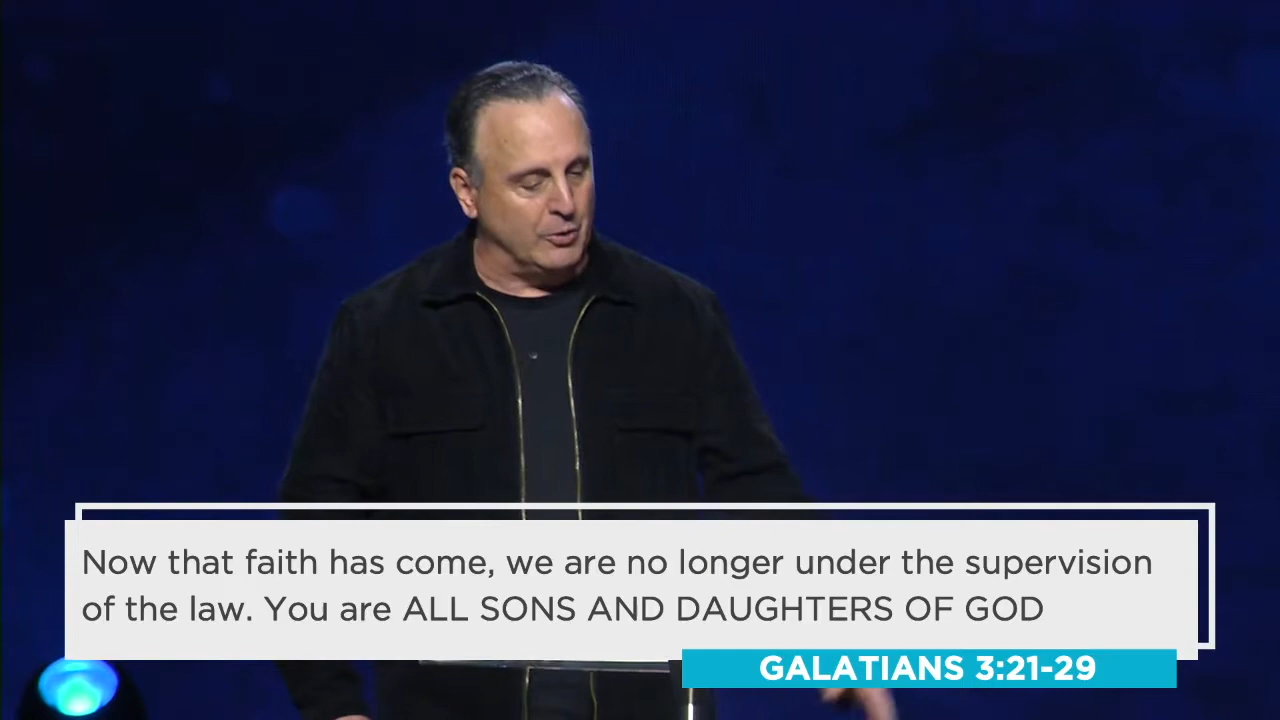 Now that faith has come, we are no longer under the supervision
of the law. You are ALL SONS AND DAUGHTERS OF GOD
GALATIANS 3:21-29